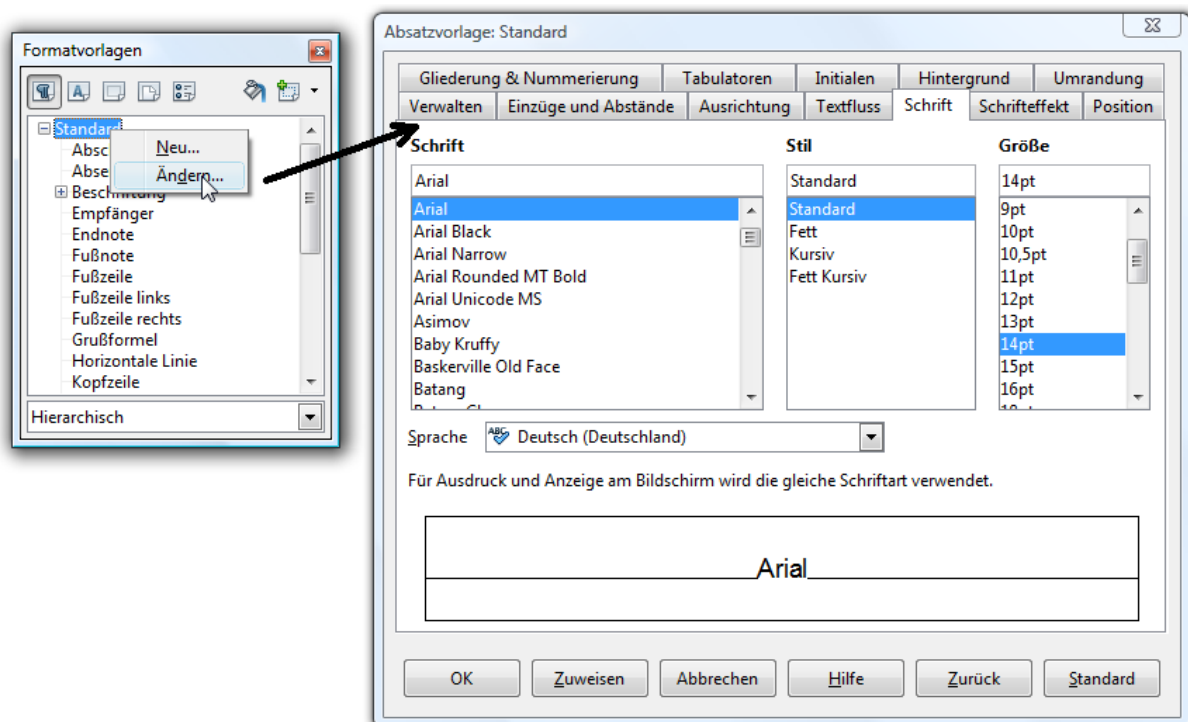 Formatvorlagen
Standard
Neu...
Ändern...
Beschriftung
Empfänger
Endnote
Fußnote
Fußzeile
Fußzeile links
Fußzeile rechts
Grußformel
Horizontale Linie
Kopfzeile
Hierarchisch
Absatzvorlage: Standard
Gliederung & Nummerierung Tabulatoren Initialen Hintergrund Umrandung
Verwalten Einzüge und Abstände Ausrichtung Textfluss Schrift Schrifteffekt Position
Schrift Stil Größe
Arial Standard 14pt
Arial Standard 9pt
Arial Black Fett 10pt
Arial Narrow Kursiv 10,5pt
Arial Rounded MT Bold Fett Kursiv 11pt
Arial Unicode MS 12pt
Asimov 13pt
Baby Kruffy 14pt
Baskerville Old Face 15pt
Batang 16pt
Sprache ABC Deutsch (Deutschland)
Für Ausdruck und Anzeige am Bildschirm wird die gleiche Schriftart verwendet.
Arial
OK Zuweisen Abbrechen Hilfe Zurück Standard